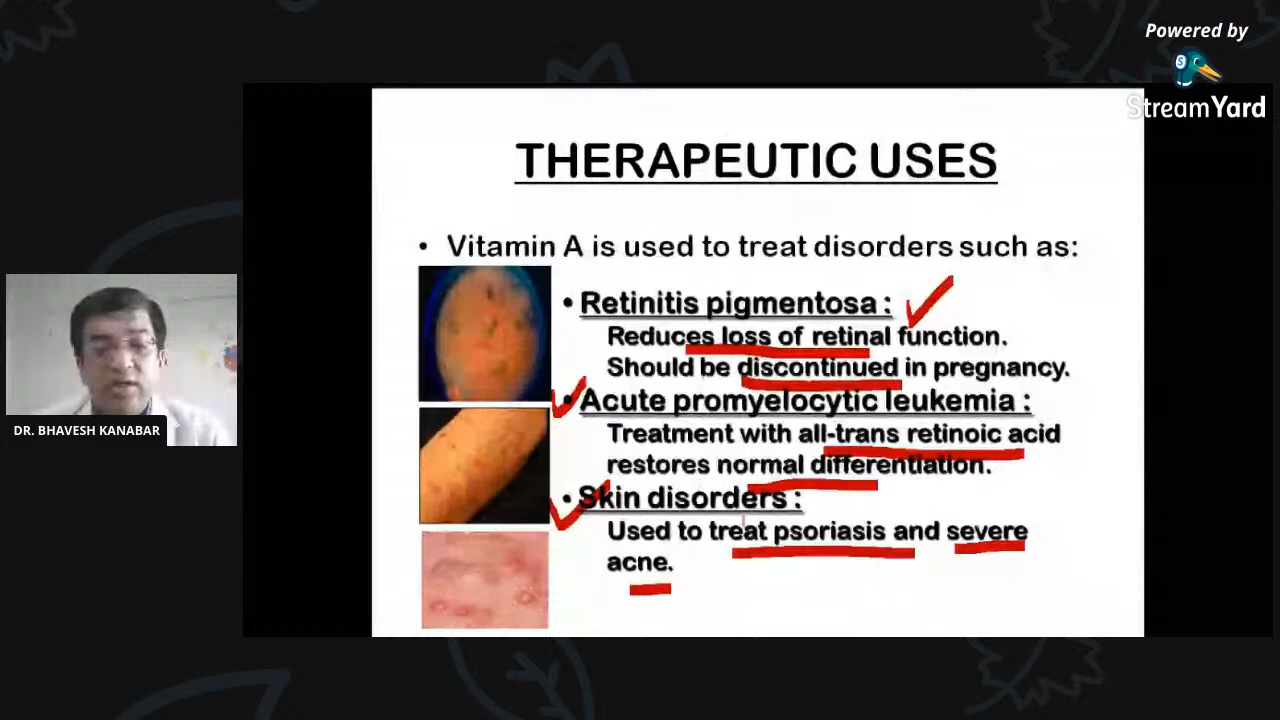 Powered by
StreamYard
THERAPEUTIC USES
• Vitamin A is used to treat disorders such as:
• Retinitis pigmentosa :
Reduces loss of retinal function.
Should be discontinued in pregnancy.
• Acute promyelocytic leukemia :
Treatment with all-trans retinoic acid
restores normal differentiation.
• Skin disorders :
Used to treat psoriasis and severe
acne.
DR. BHAVESH KANABAR